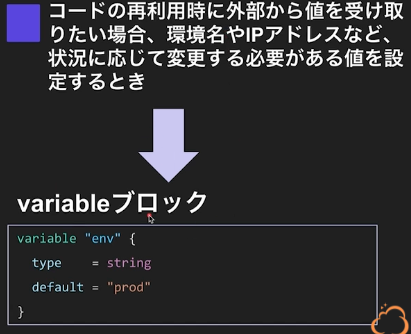 コードの再利用時に外部から値を受け取
りたい場合、環境名やIPアドレスなど、
状況に応じて変更する必要がある値を設
定するとき
variableブロック
variable "env" {
  type    = string
  default = "prod"
}